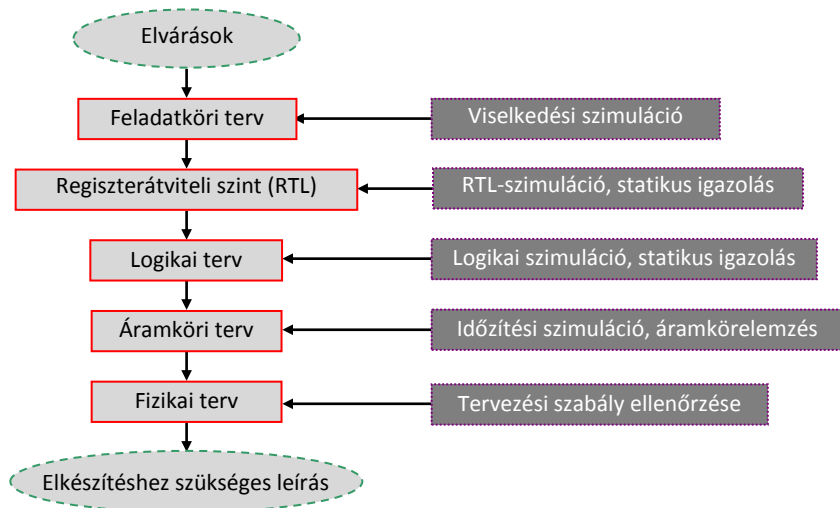 Elvárások
Feladatköri terv
Viselkedési szimuláció
Regiszterátviteli szint (RTL)
RTL-szimuláció, statikus igazolás
Logikai terv
Logikai szimuláció, statikus igazolás
Áramköri terv
Időzítési szimuláció, áramkörelemzés
Fizikai terv
Tervezési szabály ellenőrzése
Elkészítéshez szükséges leírás